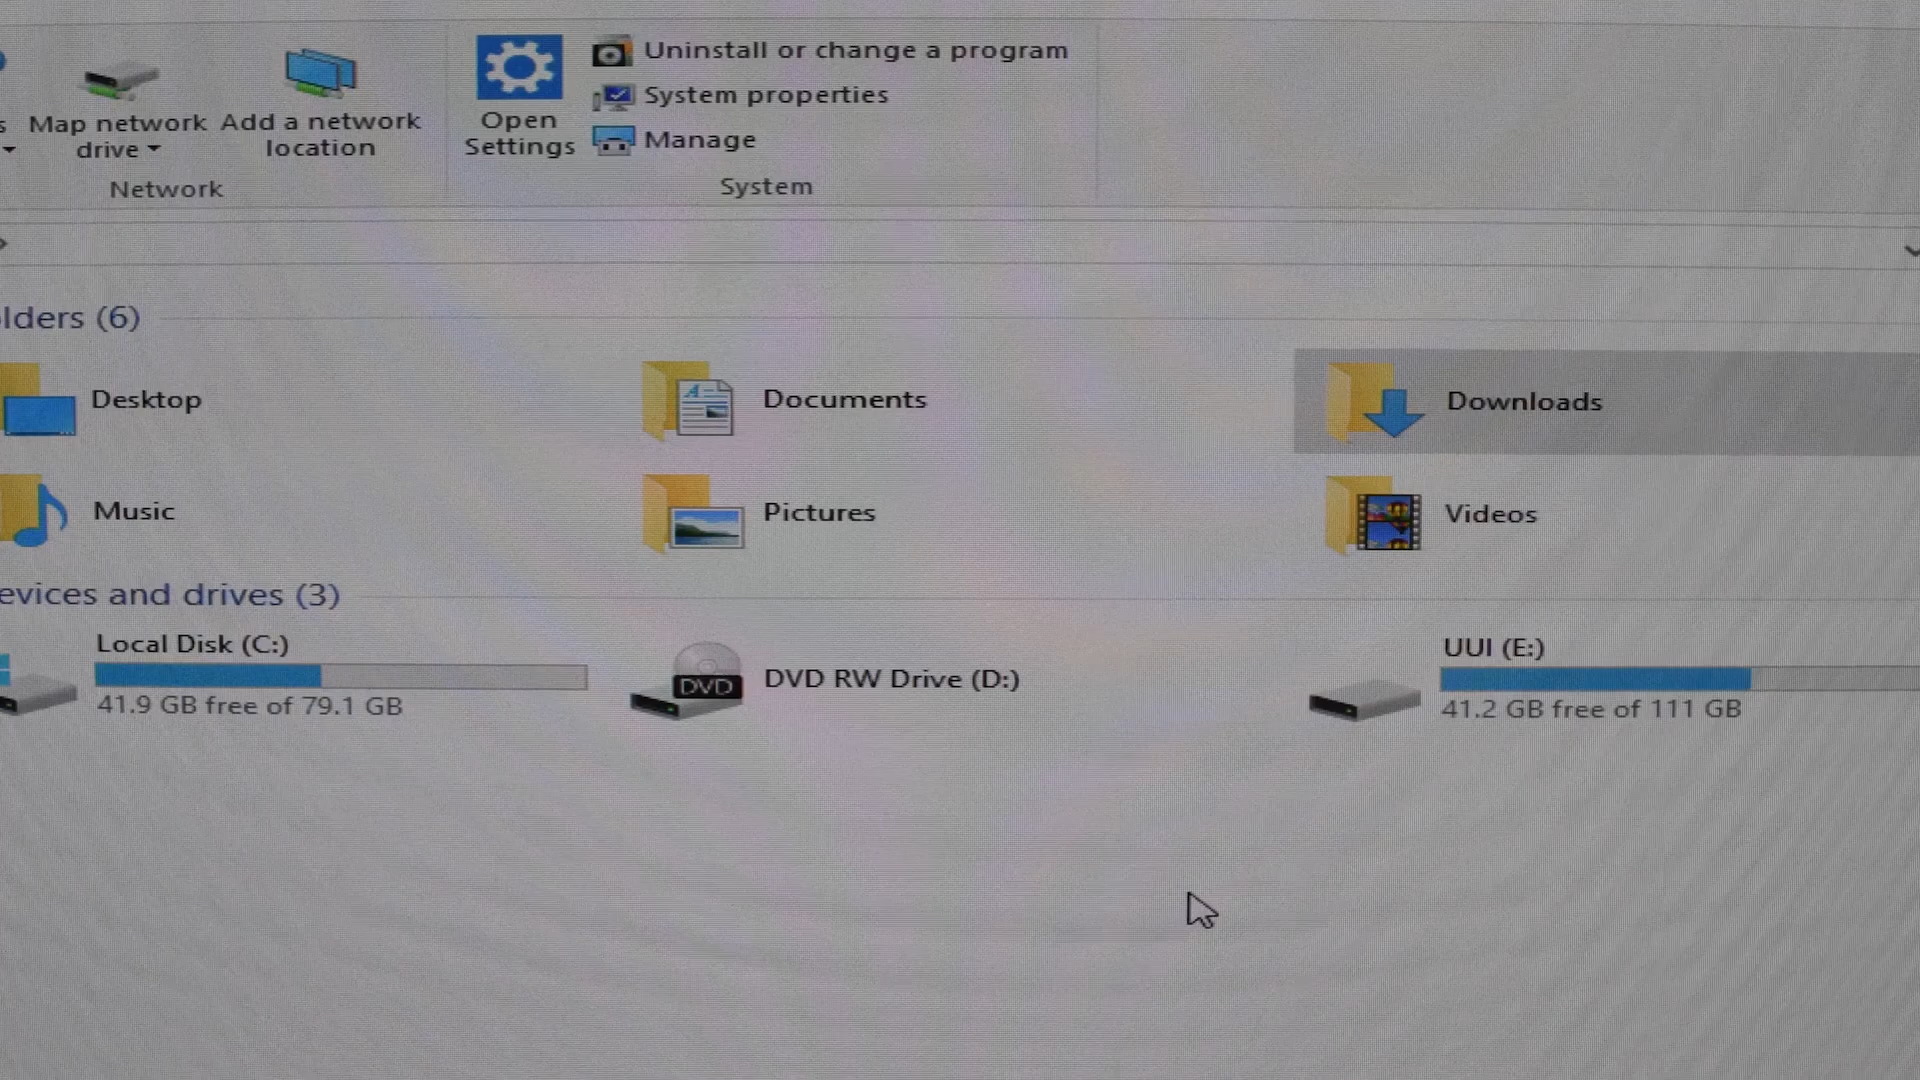 s Map network drive
Add a network location
Network
Open Settings
Uninstall or change a program
System properties
Manage
System
lders (6)
Desktop
Documents
Downloads
Music
Pictures
Videos
evices and drives (3)
Local Disk (C:)
41.9 GB free of 79.1 GB
DVD
DVD RW Drive (D:)
UUI (E:)
41.2 GB free of 111 GB